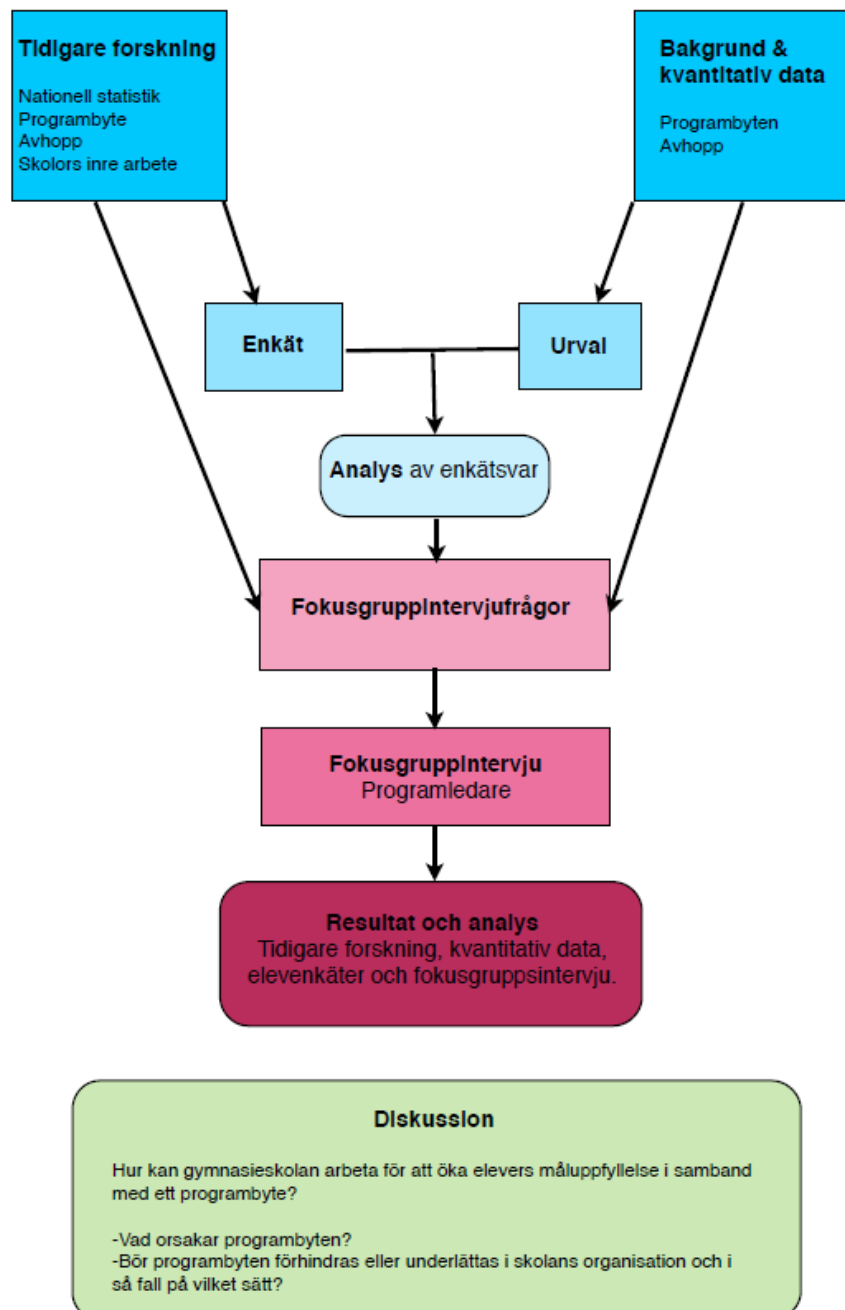 Tidigare forskning
Nationell statistik
Programbyte
Avhopp
Skolors inre arbete
Bakgrund &
kvantitativ data
Programbyten
Avhopp
Enkät
Urval
Analys av enkätsvar
Fokusgruppintervjufrågor
Fokusgruppintervju
Programledare
Resultat och analys
Tidigare forskning, kvantitativ data,
elevenkäter och fokusgruppsintervju.
Diskussion
Hur kan gymnasieskolan arbeta för att öka elevers måluppfyllelse i samband
med ett programbyte?
-Vad orsakar programbyten?
-Bör programbyten förhindras eller underlättas i skolans organisation och i
så fall på vilket sätt?